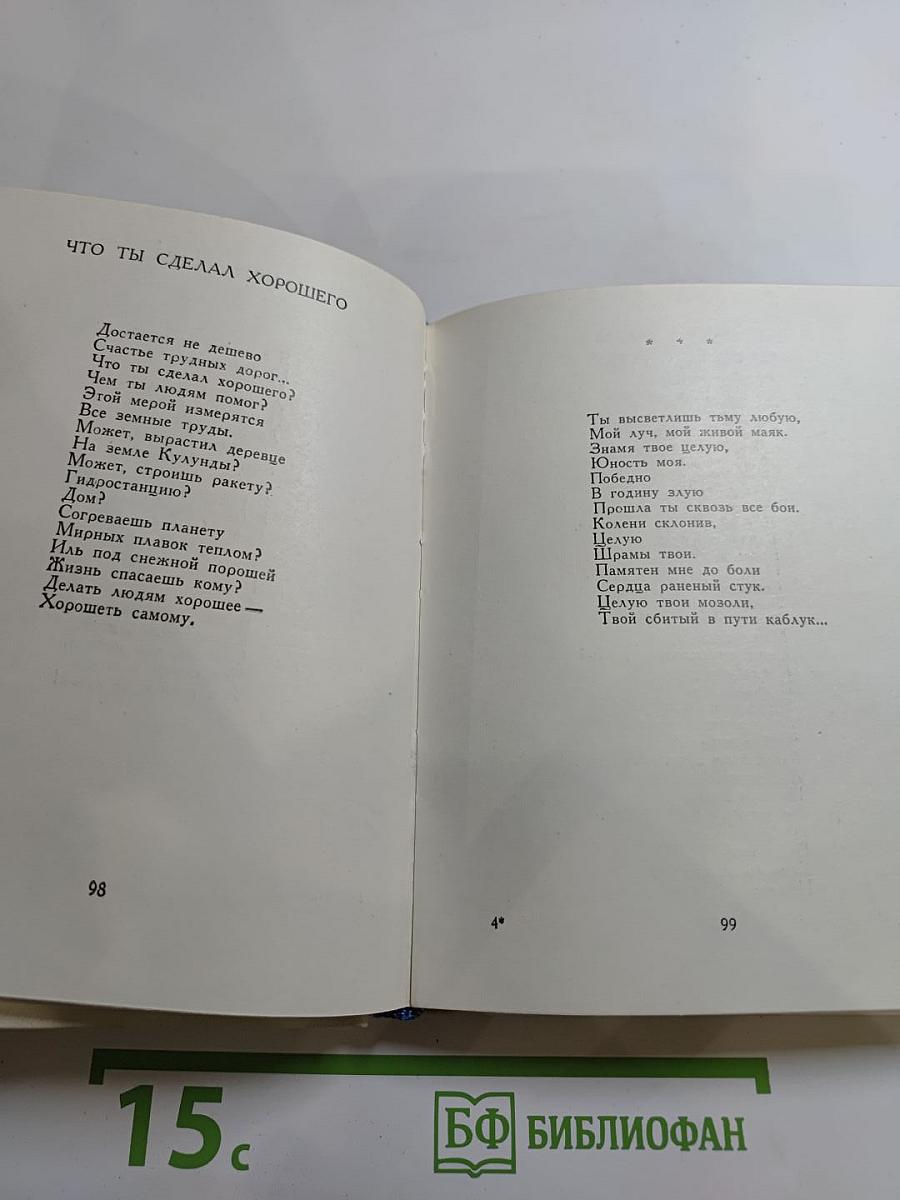 ЧТО ТЫ СДЕЛАЛ ХОРОШЕГО
Достается не дешево
Счастье трудных дорог...
Что ты сделал хорошего?
Чем ты людям помог?
Этой мерой измерятся
Все земные труды.
Может, вырастил деревце
На земле Кулунды?
Может, строишь ракету?
Гидростанцию?
Дом?
Согреваешь планету
Мирных плавок теплом?
Иль под снежной порошей
Жизнь спасаешь кому?
Делать людям хорошее —
Хорошеть самому.
98
* * *
Ты высветлишь тьму любую,
Мой луч, мой живой маяк.
Знамя твое целую,
Юность моя.
Победно
В годину злую
Прошла ты сквозь все бои.
Колени склонив,
Целую
Шрамы твои.
Памятен мне до боли
Сердца раненый стук.
Целую твои мозоли,
Твой сбитый в пути каблук...
4*
99
15 с
БФ БИБЛИОФАН